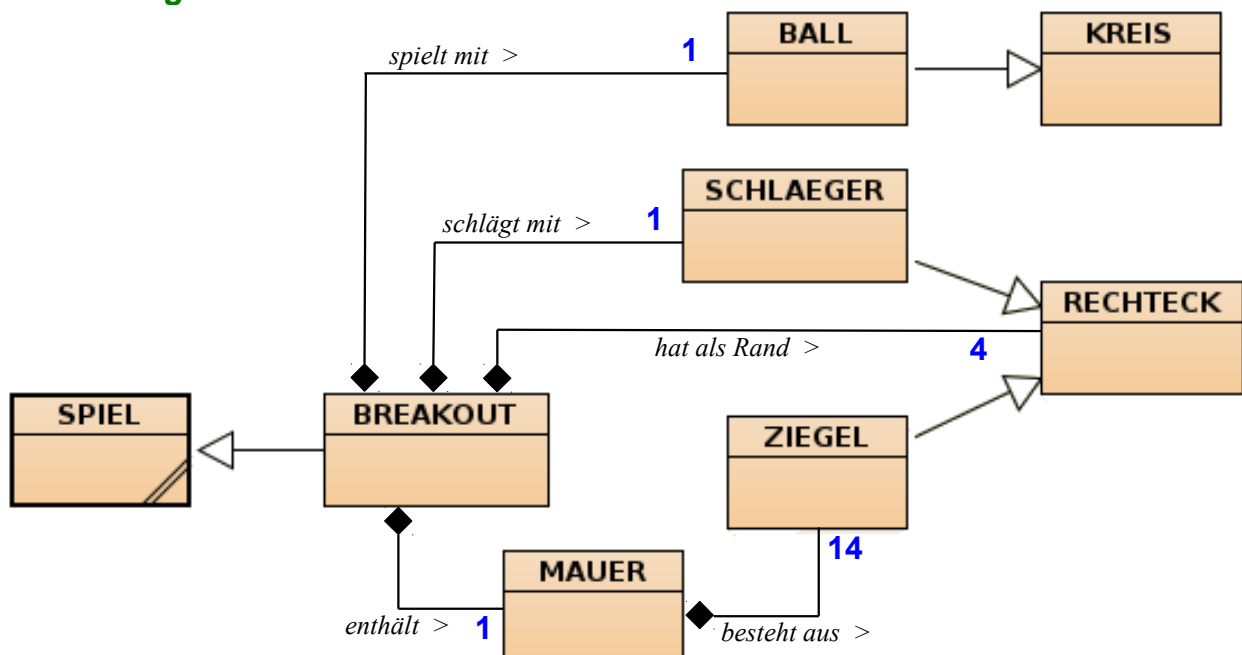 BALL
KREIS
spielt mit >
1
SCHLAEGER
schlägt mit >
1
RECHTECK
hat als Rand >
4
SPIEL
BREAKOUT
ZIEGEL
14
MAUER
enthält >
1
besteht aus >